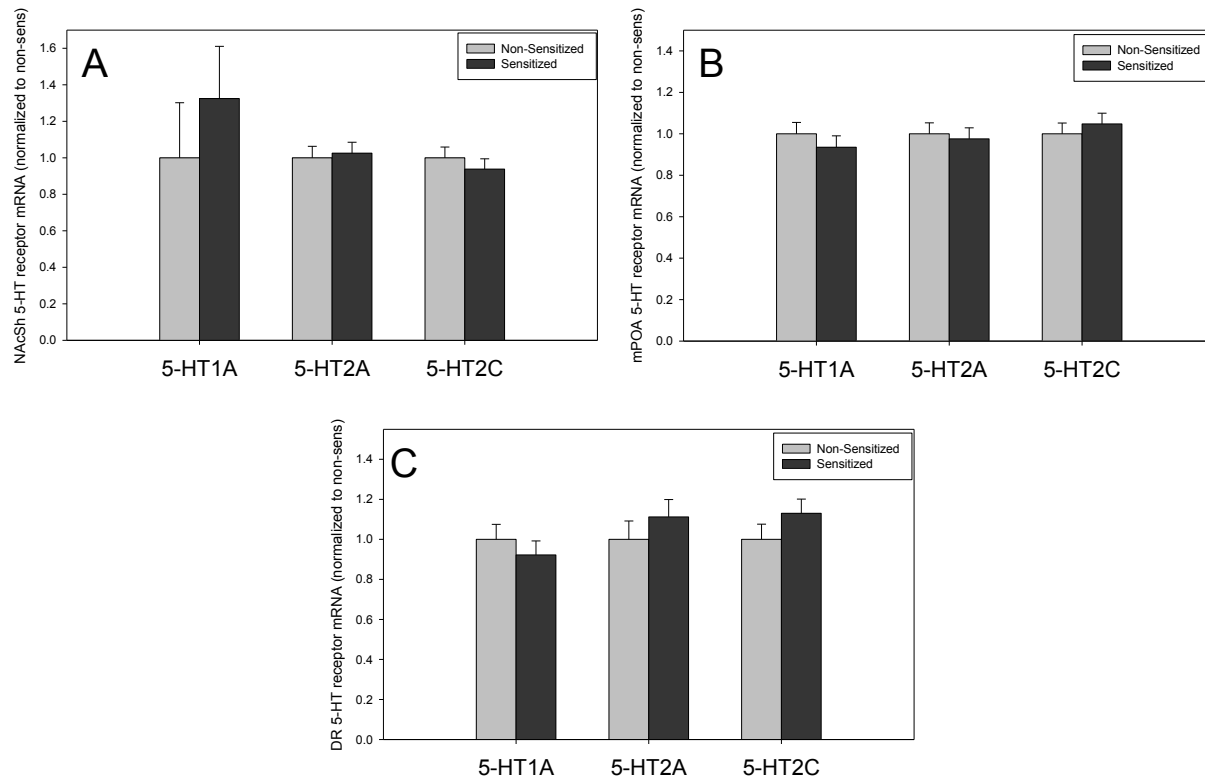 A
NAcSh 5-HT receptor mRNA (normalized to non-sens)
1.6
1.4
1.2
1.0
0.8
0.6
0.4
0.2
0.0
Non-Sensitized
Sensitized
5-HT1A 5-HT2A 5-HT2C
B
mPOA 5-HT receptor mRNA (normalized to non-sens)
1.4
1.2
1.0
0.8
0.6
0.4
0.2
0.0
Non-Sensitized
Sensitized
5-HT1A 5-HT2A 5-HT2C
C
DR 5-HT receptor mRNA (normalized to non-sens)
1.4
1.2
1.0
0.8
0.6
0.4
0.2
0.0
Non-Sensitized
Sensitized
5-HT1A 5-HT2A 5-HT2C